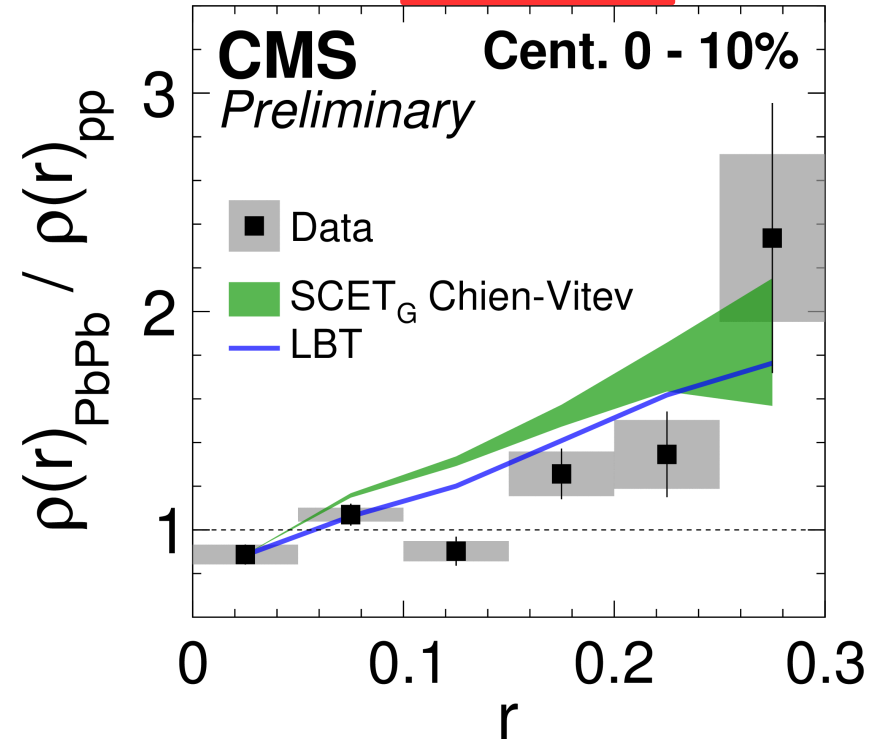 CMS
Cent. 0 - 10%
Preliminary
Data
SCET_G Chien-Vitev
LBT
ρ(r)_PbPb / ρ(r)_pp
3
2
1
0 0.1 0.2 0.3
r